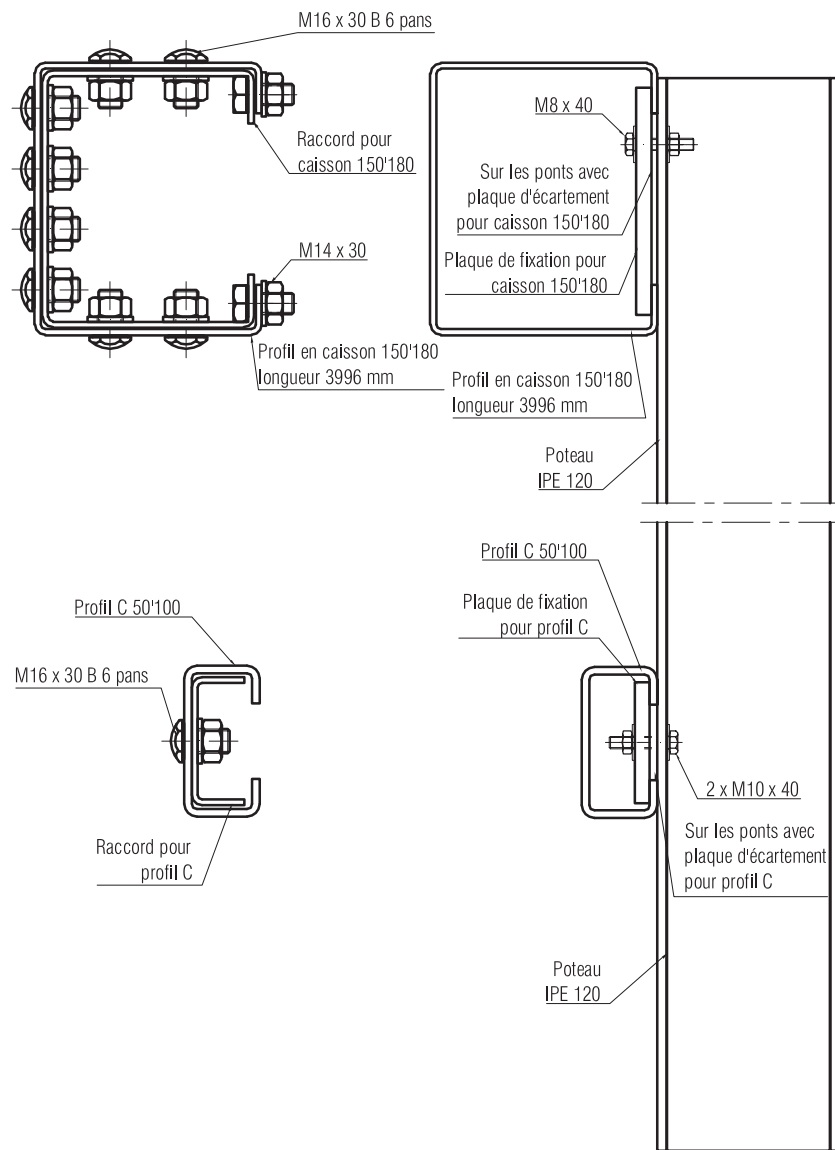 M16 x 30 B 6 pans
Raccord pour
caisson 150'180
M14 x 30
Profil en caisson 150'180
longueur 3996 mm
M8 x 40
Sur les ponts avec
plaque d'écartement
pour caisson 150'180
Plaque de fixation pour
caisson 150'180
Profil en caisson 150'180
longueur 3996 mm
Poteau
IPE 120
Profil C 50'100
M16 x 30 B 6 pans
Raccord pour
profil C
Profil C 50'100
Plaque de fixation
pour profil C
2 x M10 x 40
Sur les ponts avec
plaque d'écartement
pour profil C
Poteau
IPE 120